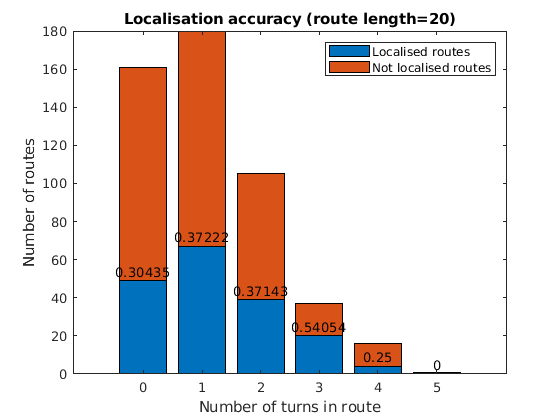 Localisation accuracy (route length=20)
Number of routes
180
160
140
120
100
80
60
40
20
0
Localised routes
Not localised routes
0.30435
0.37222
0.37143
0.54054
0.25
0
0 1 2 3 4 5
Number of turns in route